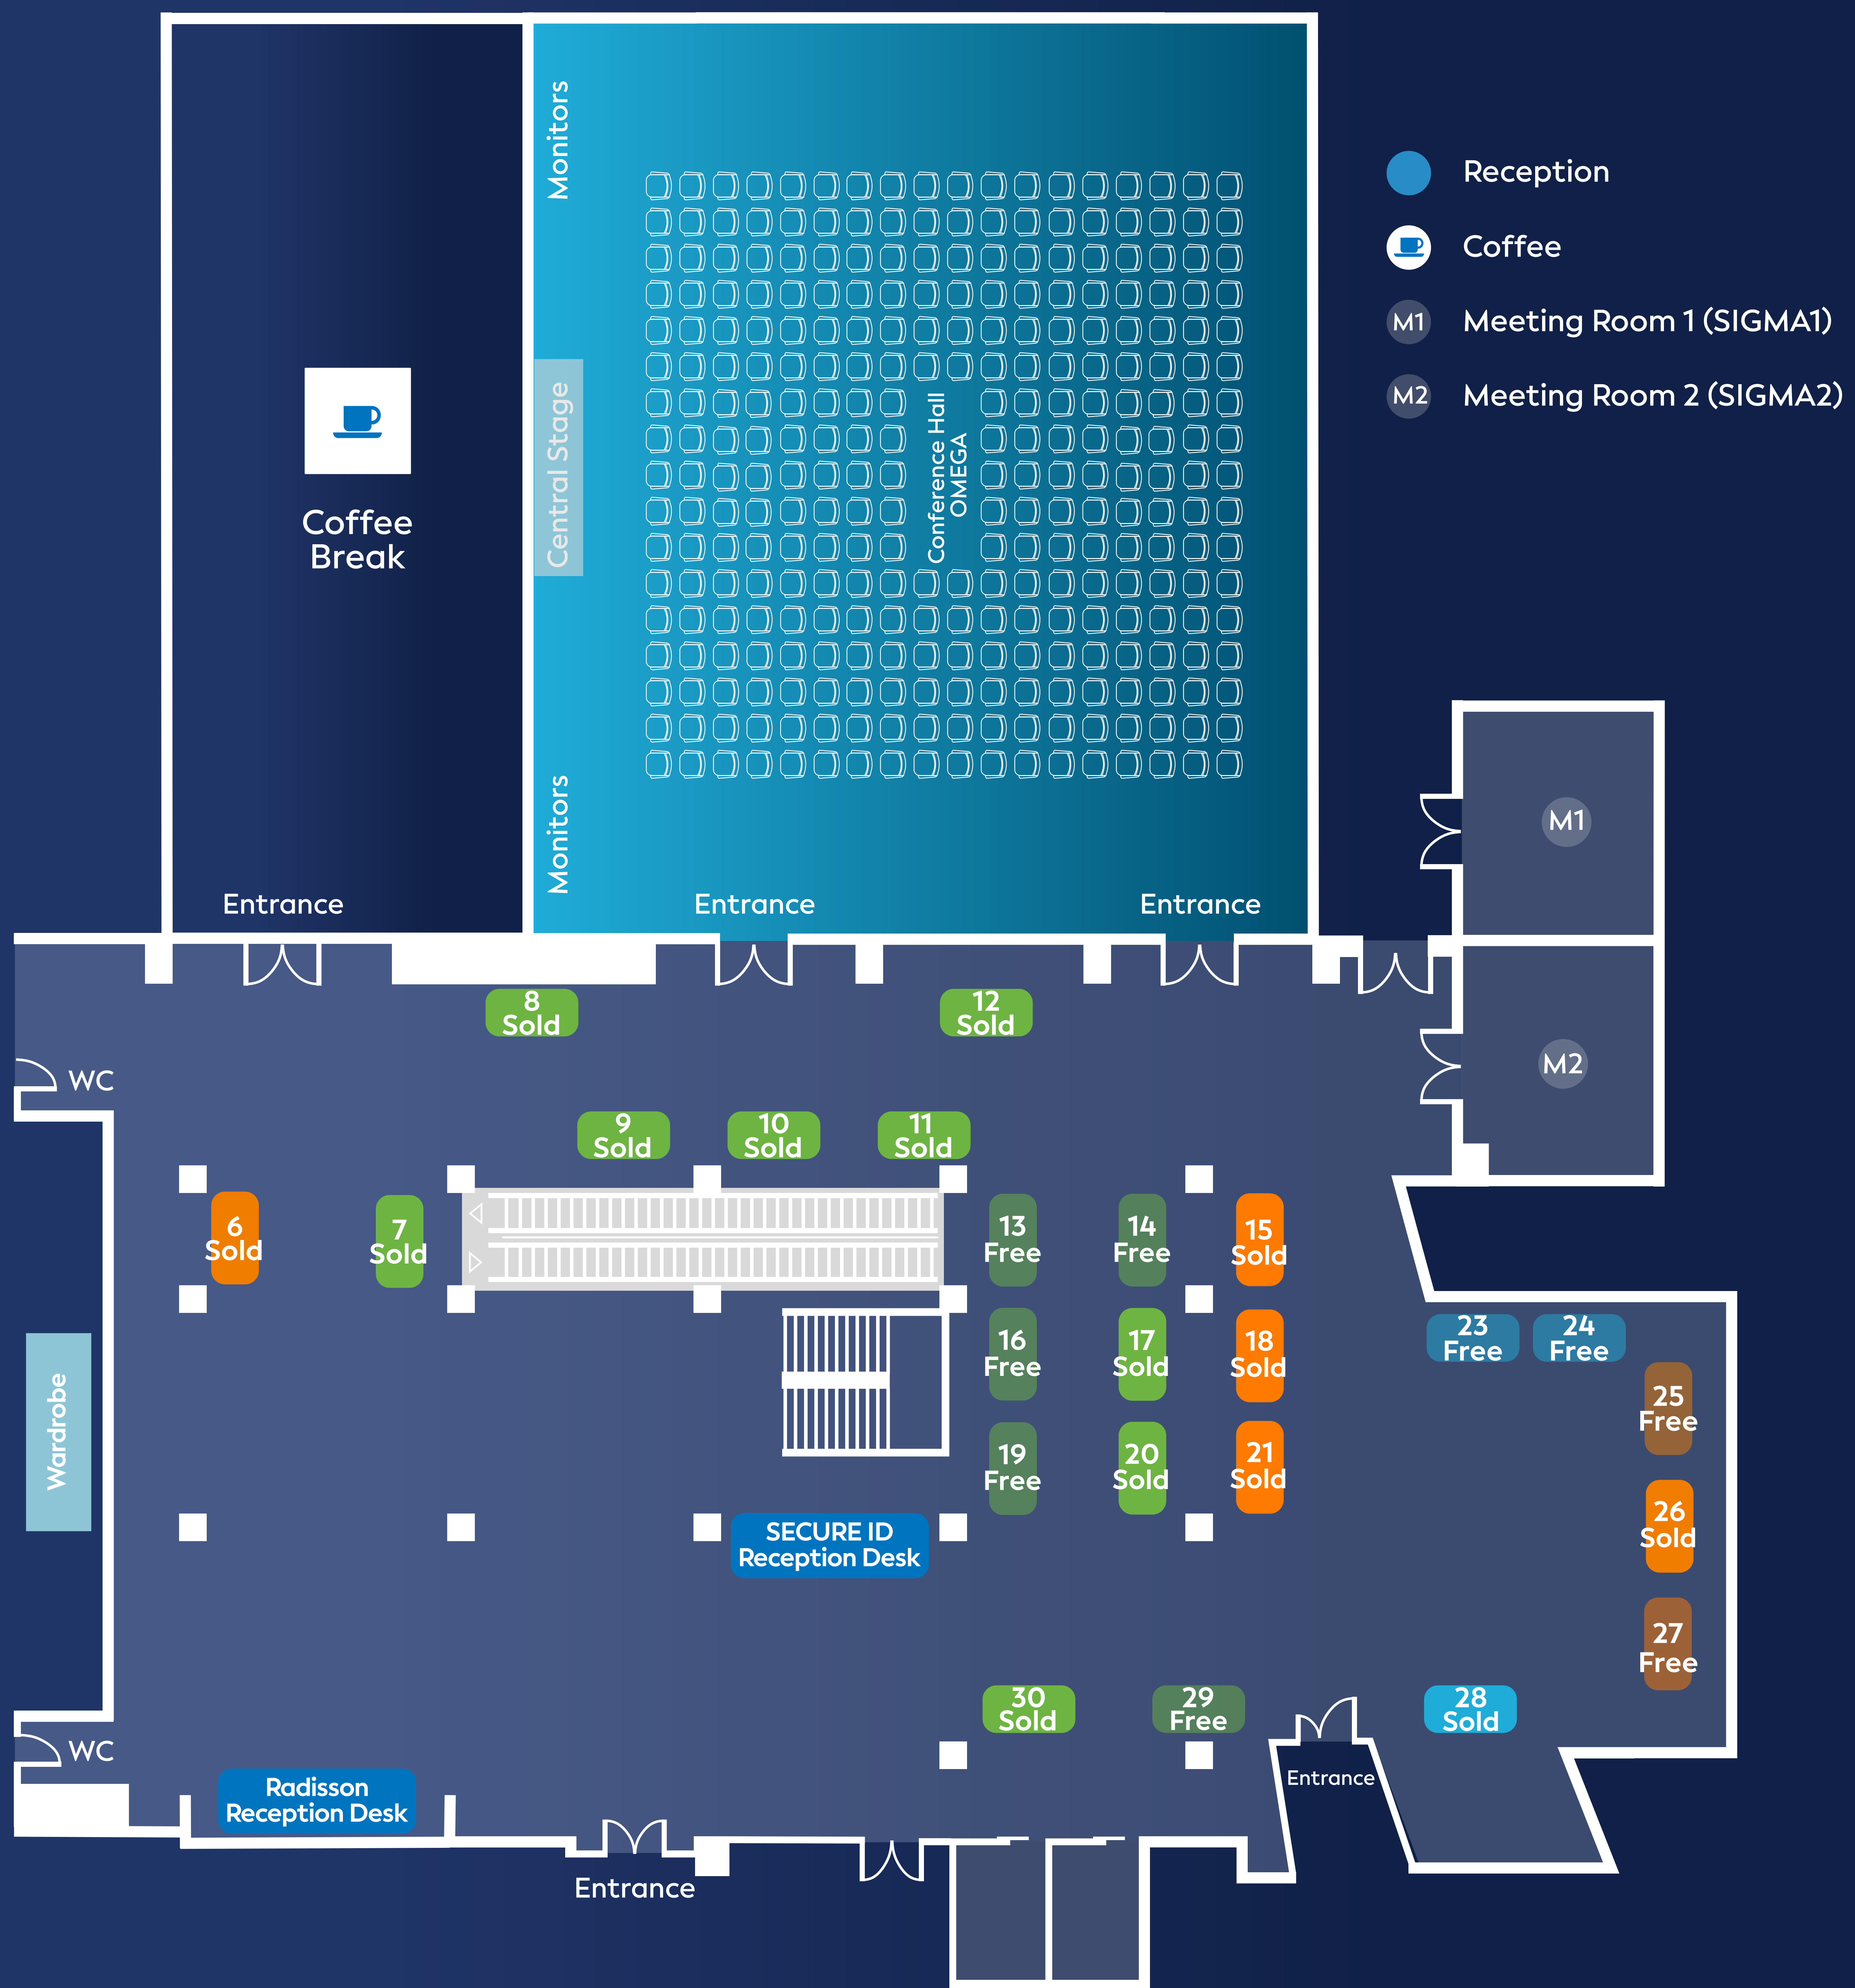 Monitors
Reception
Coffee
M1
Meeting Room 1 (SIGMA1)
M2
Meeting Room 2 (SIGMA2)
Central Stage
Conference Hall
OMEGA
Coffee
Break
Monitors
M1
Entrance
Entrance
Entrance
8
Sold
12
Sold
WC
M2
9
Sold
10
Sold
11
Sold
6
Sold
7
Sold
13
Free
14
Free
15
Sold
16
Free
17
Sold
18
Sold
23
Free
24
Free
25
Free
Wardrobe
19
Free
20
Sold
21
Sold
26
Sold
SECURE ID
Reception Desk
27
Free
30
Sold
29
Free
28
Sold
WC
Entrance
Radisson
Reception Desk
Entrance